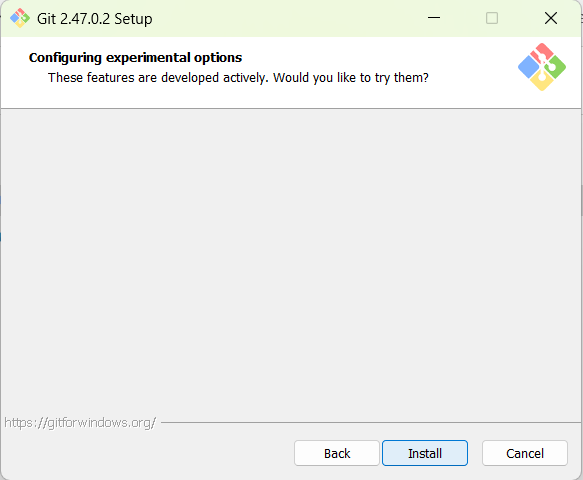 Git 2.47.0.2 Setup
Configuring experimental options
These features are developed actively. Would you like to try them?
https://gitforwindows.org/
Back
Install
Cancel